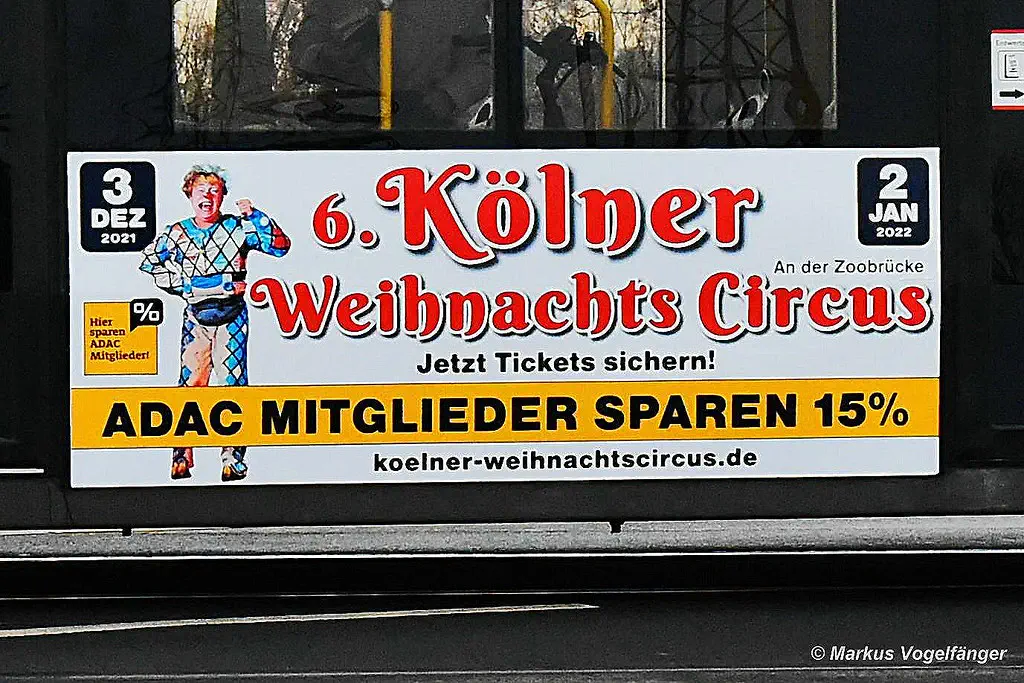 3
DEZ
2021
6. Kölner
Weihnachts Circus
2
JAN
2022
An der Zoobrücke
%
Hier
sparen
ADAC
Mitglieder!
Jetzt Tickets sichern!
ADAC MITGLIEDER SPAREN 15%
koelner-weihnachtscircus.de
© Markus Vogelfänger